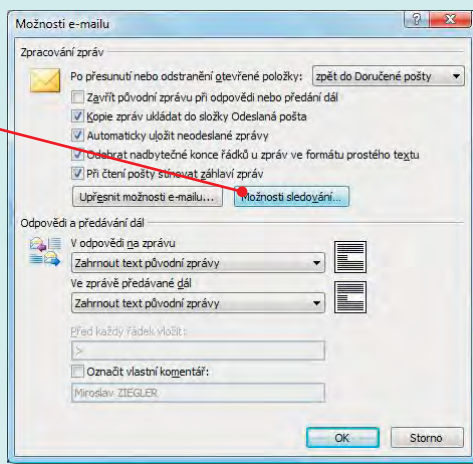 Možnosti e-mailu
Zpracování zpráv
Po přesunutí nebo odstranění otevřené položky: zpět do Doručené pošty
Zavřít původní zprávu při odpovědi nebo předání dál
Kopie zpráv ukládat do složky Odeslaná pošta
Automaticky uložit neodeslané zprávy
Odebrat nadbytečné konce řádků u zpráv ve formátu prostého textu
Při čtení pošty stínovat záhlaví zpráv
Upřesnit možnosti e-mailu... Možnosti sledování...
Odpovědi a předávání dál
V odpovědi na zprávu
Zahrnout text původní zprávy
Ve zprávě předávané dál
Zahrnout text původní zprávy
Před každý řádek vložit:
>
Označit vlastní komentář:
Miroslav ZIEGLER
OK Storno